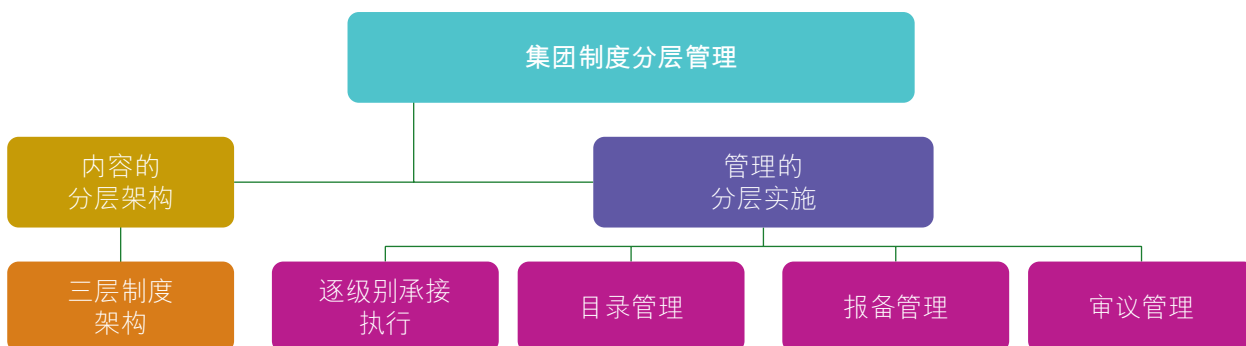 集团制度分层管理
内容的
分层架构
管理的
分层实施
三层制度
架构
逐级别承接
执行
目录管理
报备管理
审议管理